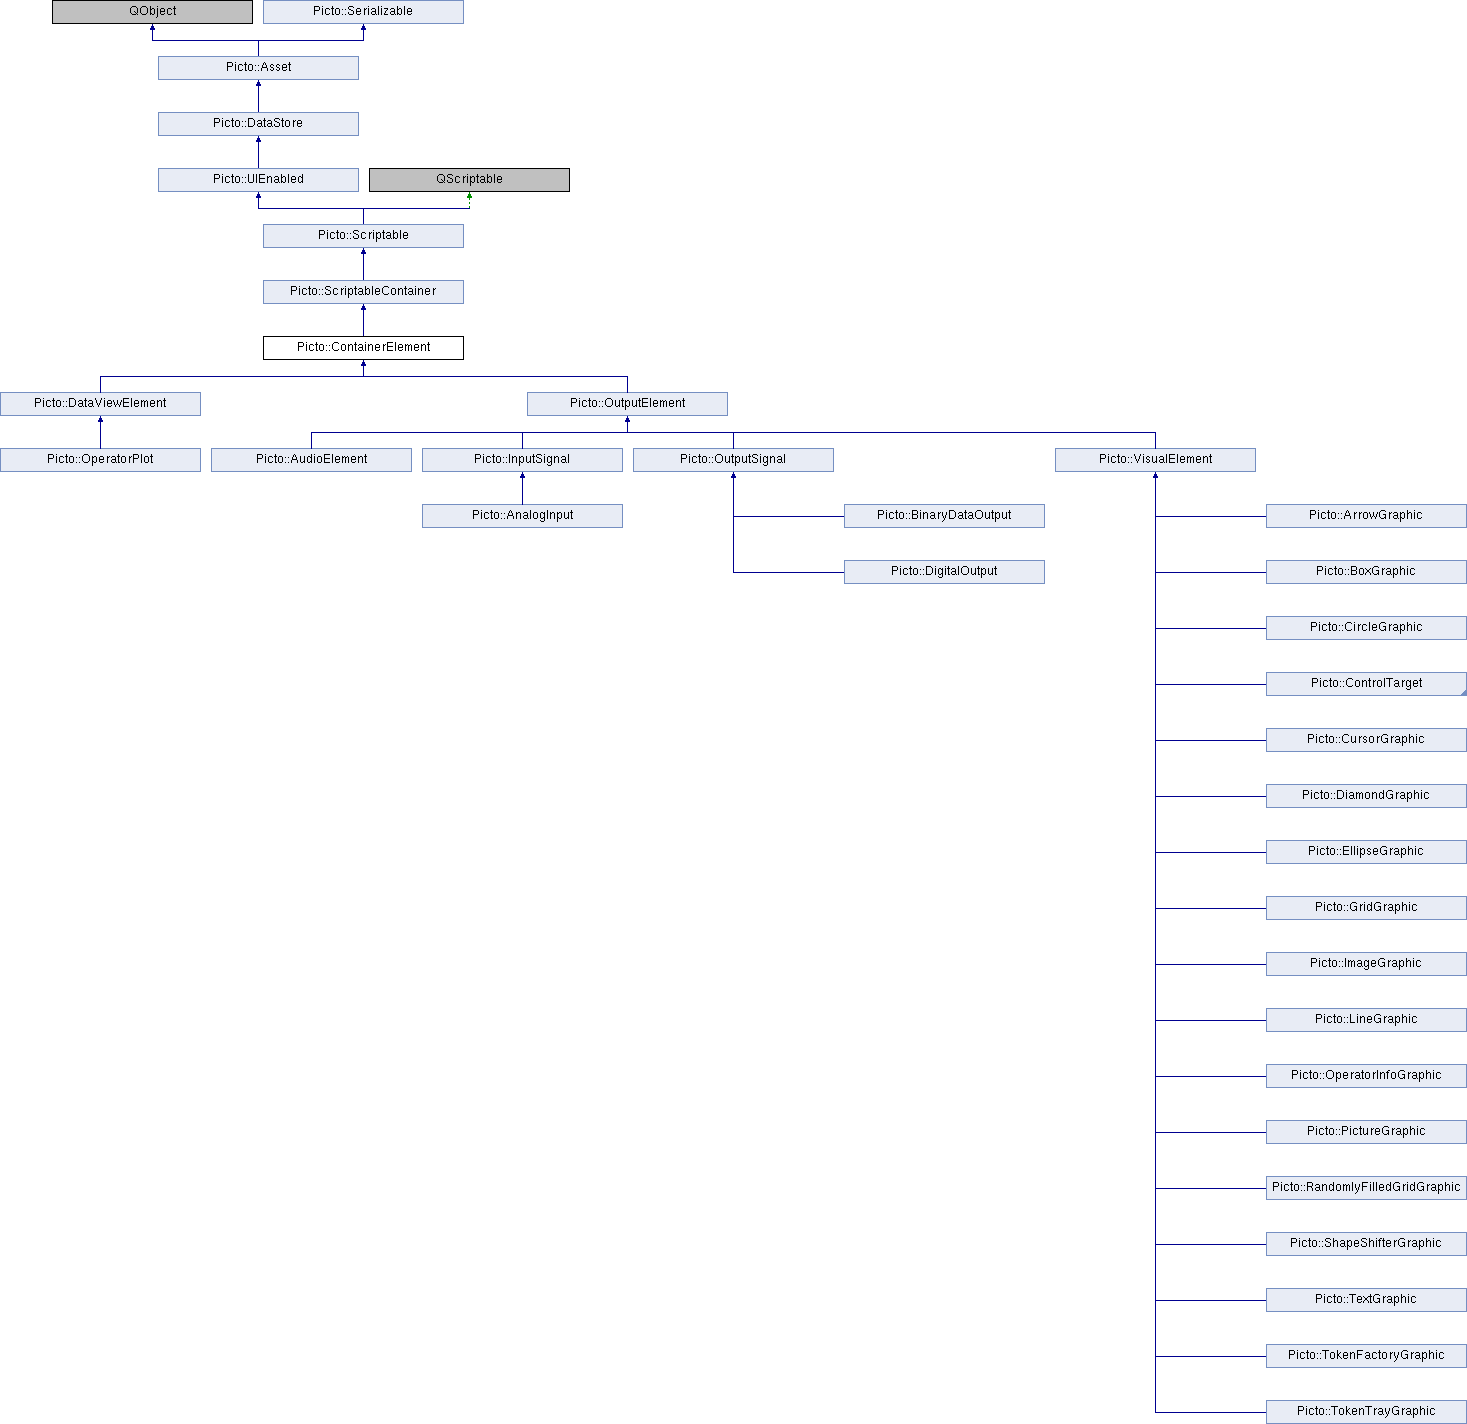 QObject
Picto::Serializable
Picto::Asset
Picto::DataStore
Picto::UIEnabled
QScriptable
Picto::Scriptable
Picto::ScriptableContainer
Picto::ContainerElement
Picto::DataViewElement
Picto::OutputElement
Picto::OperatorPlot
Picto::AudioElement
Picto::InputSignal
Picto::OutputSignal
Picto::VisualElement
Picto::AnalogInput
Picto::BinaryDataOutput
Picto::ArrowGraphic
Picto::DigitalOutput
Picto::BoxGraphic
Picto::CircleGraphic
Picto::ControlTarget
Picto::CursorGraphic
Picto::DiamondGraphic
Picto::EllipseGraphic
Picto::GridGraphic
Picto::ImageGraphic
Picto::LineGraphic
Picto::OperatorInfoGraphic
Picto::PictureGraphic
Picto::RandomlyFilledGridGraphic
Picto::ShapeShifterGraphic
Picto::TextGraphic
Picto::TokenFactoryGraphic
Picto::TokenTrayGraphic